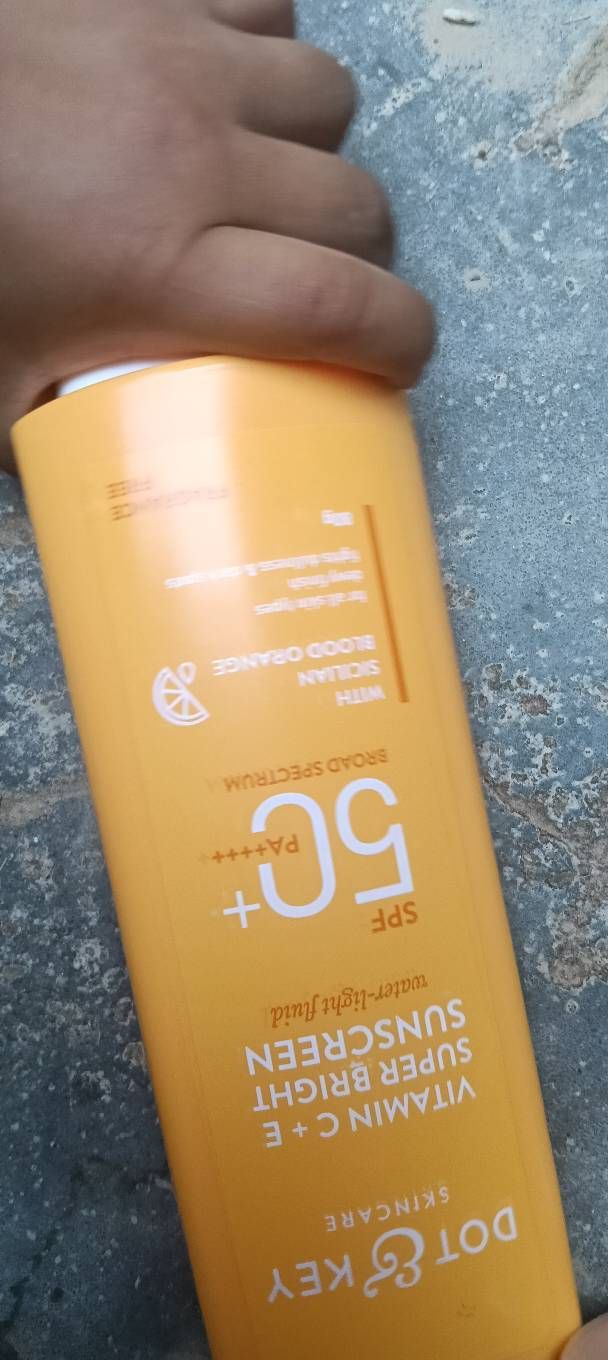 DOT & KEY
SKINCARE
VITAMIN C + E
SUPER BRIGHT
SUNSCREEN
water-light fluid
SPF
50+
PA++++
BROAD SPECTRUM
WITH
SICILIAN
BLOOD ORANGE
for all skin types
dewy finish
fights dullness & dark spots
FRAGRANCE
FREE